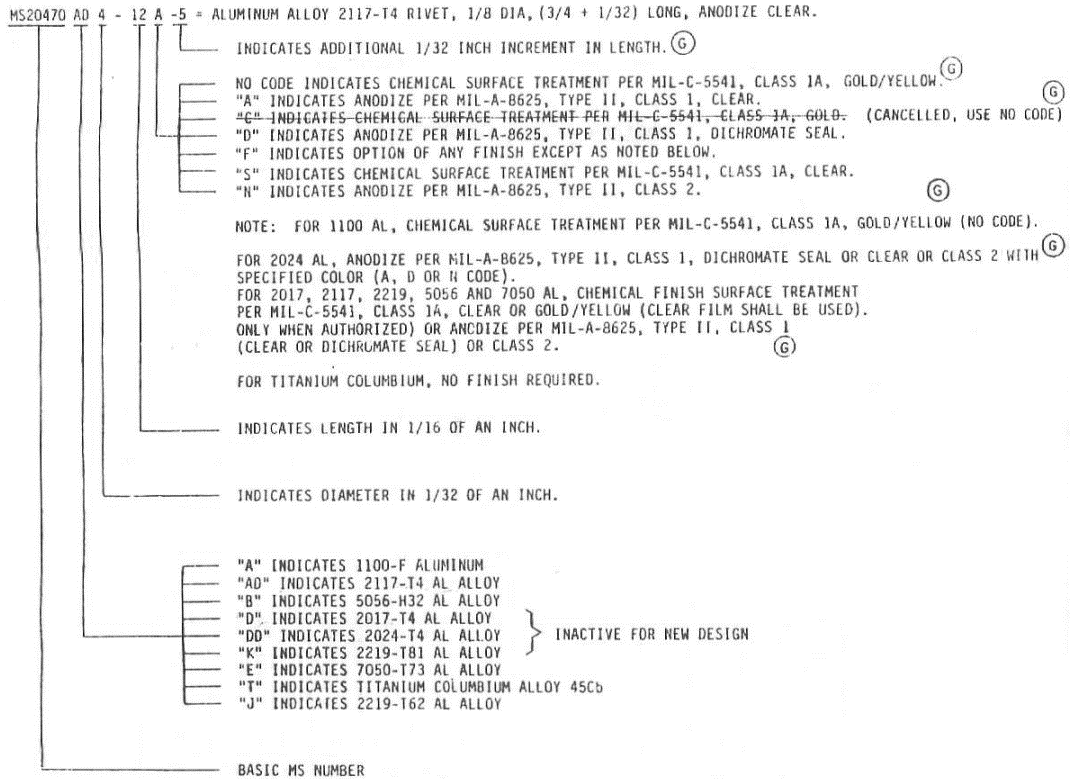 MS20470 AD 4 - 12 A -5 = ALUMINUM ALLOY 2117-T4 RIVET, 1/8 DIA, (3/4 + 1/32) LONG, ANODIZE CLEAR.
INDICATES ADDITIONAL 1/32 INCH INCREMENT IN LENGTH. G
NO CODE INDICATES CHEMICAL SURFACE TREATMENT PER MIL-C-5541, CLASS 1A, GOLD/YELLOW. G
"A" INDICATES ANODIZE PER MIL-A-8625, TYPE II, CLASS 1, CLEAR. G
"C" INDICATES CHEMICAL SURFACE TREATMENT PER MIL-C-5541, CLASS 1A, GOLD. (CANCELLED, USE NO CODE)
"D" INDICATES ANODIZE PER MIL-A-8625, TYPE II, CLASS 1, DICHROMATE SEAL.
"F" INDICATES OPTION OF ANY FINISH EXCEPT AS NOTED BELOW.
"S" INDICATES CHEMICAL SURFACE TREATMENT PER MIL-C-5541, CLASS 1A, CLEAR.
"N" INDICATES ANODIZE PER MIL-A-8625, TYPE II, CLASS 2. G
NOTE: FOR 1100 AL, CHEMICAL SURFACE TREATMENT PER MIL-C-5541, CLASS 1A, GOLD/YELLOW (NO CODE).
FOR 2024 AL, ANODIZE PER MIL-A-8625, TYPE II, CLASS 1, DICHROMATE SEAL OR CLEAR OR CLASS 2 WITH G
SPECIFIED COLOR (A, D OR N CODE).
FOR 2017, 2117, 2219, 5056 AND 7050 AL, CHEMICAL FINISH SURFACE TREATMENT
PER MIL-C-5541, CLASS 1A, CLEAR OR GOLD/YELLOW (CLEAR FILM SHALL BE USED).
ONLY WHEN AUTHORIZED) OR ANODIZE PER MIL-A-8625, TYPE II, CLASS 1
(CLEAR OR DICHROMATE SEAL) OR CLASS 2. G
FOR TITANIUM COLUMBIUM, NO FINISH REQUIRED.
INDICATES LENGTH IN 1/16 OF AN INCH.
INDICATES DIAMETER IN 1/32 OF AN INCH.
"A" INDICATES 1100-F ALUMINUM
"AD" INDICATES 2117-T4 AL ALLOY
"B" INDICATES 5056-H32 AL ALLOY
"D" INDICATES 2017-T4 AL ALLOY
"DD" INDICATES 2024-T4 AL ALLOY INACTIVE FOR NEW DESIGN
"K" INDICATES 2219-T81 AL ALLOY
"E" INDICATES 7050-T73 AL ALLOY
"T" INDICATES TITANIUM COLUMBIUM ALLOY 45Cb
"J" INDICATES 2219-T62 AL ALLOY
BASIC MS NUMBER